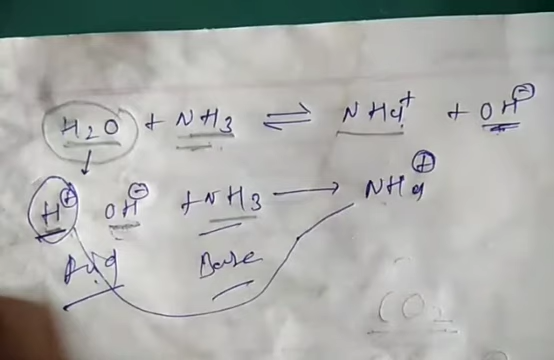 H₂O + NH₃ ⇌ NH₄⁺ + OH⊖
↓
H⊕ OH⊖ + NH₃ → NH₄⊕
Acid Base
CO₂